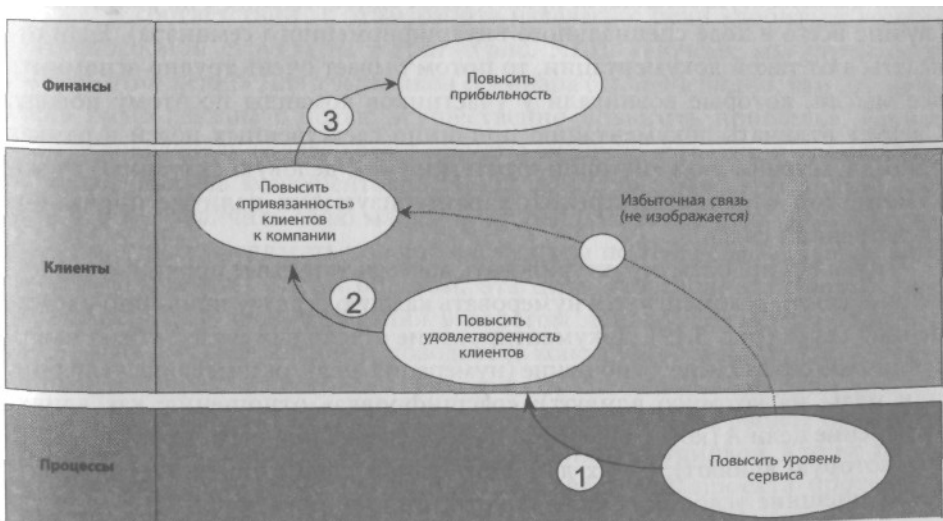 Финансы
Повысить
прибыльность
3
Повысить
«привязанность»
клиентов
к компании
Избыточная связь
(не изображается)
Клиенты
2
Повысить
удовлетворенность
клиентов
Процессы
1
Повысить уровень
сервиса